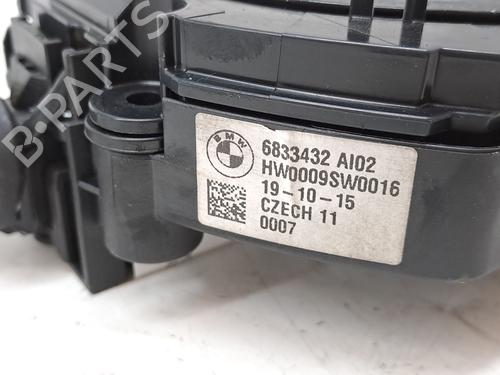 B-Parts
BMW
6833432 AI02
HW0009SW0016
19-10-15
CZECH 11
0007